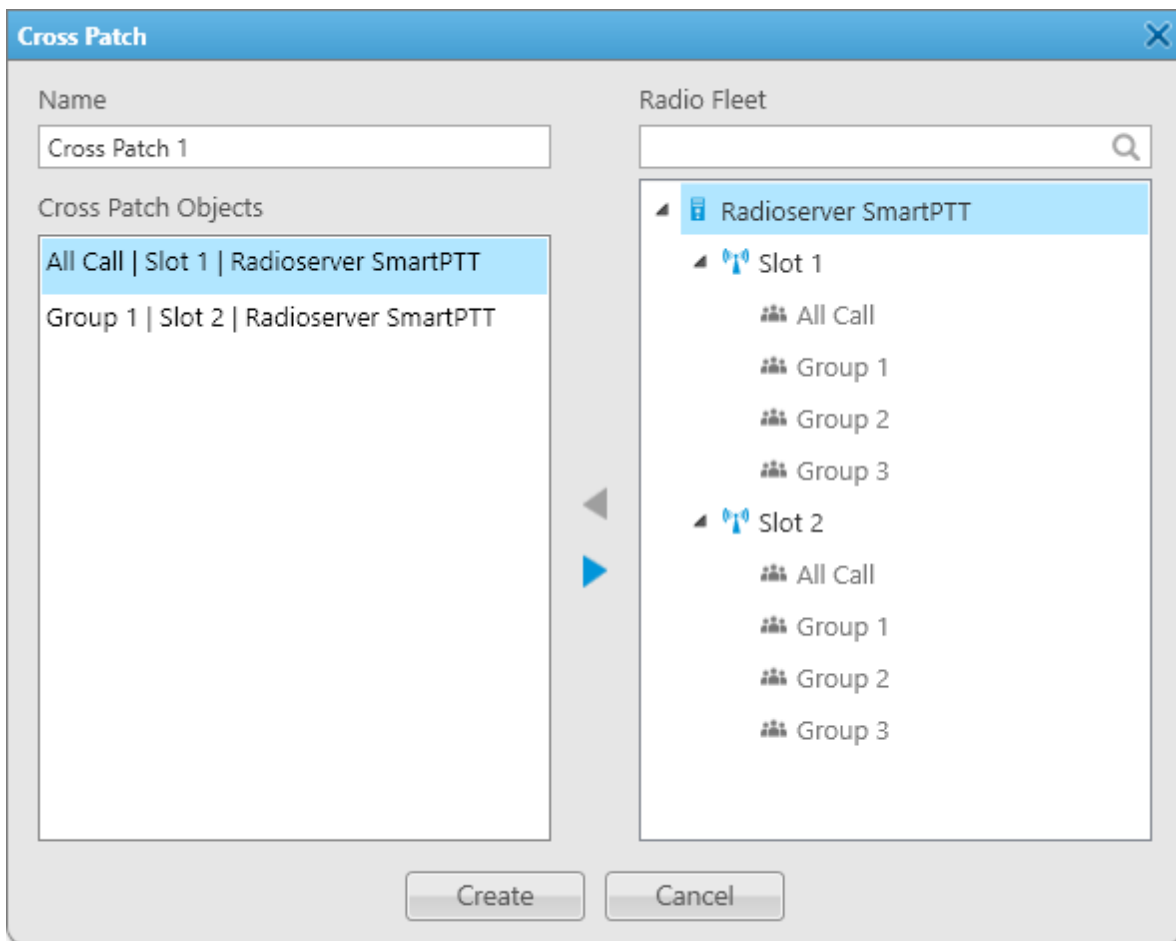 Cross Patch
Name
Cross Patch 1
Cross Patch Objects
All Call | Slot 1 | Radioserver SmartPTT
Group 1 | Slot 2 | Radioserver SmartPTT
Radio Fleet
Radioserver SmartPTT
Slot 1
All Call
Group 1
Group 2
Group 3
Slot 2
All Call
Group 1
Group 2
Group 3
Create
Cancel